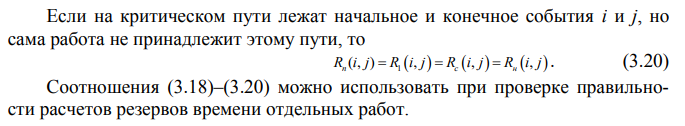 Если на критическом пути лежат начальное и конечное события i и j, но
сама работа не принадлежит этому пути, то
Rп(i, j) = R1(i, j) = Rс(i, j) = Rн(i, j). (3.20)
Соотношения (3.18)–(3.20) можно использовать при проверке правильно-
сти расчетов резервов времени отдельных работ.